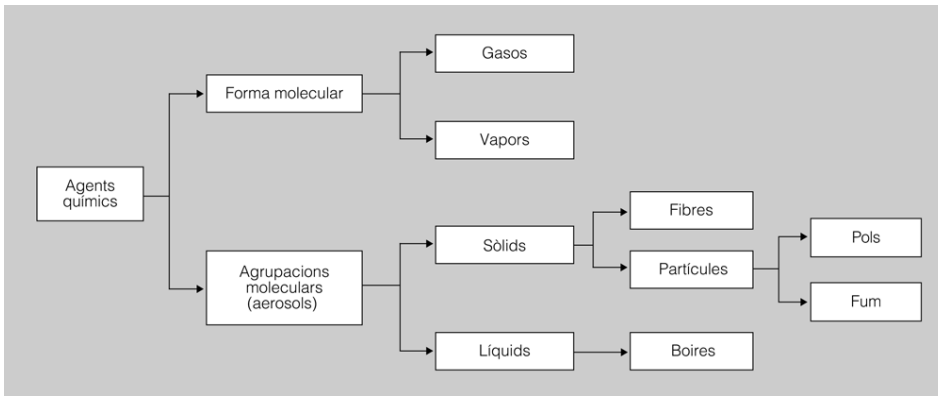 Agents
químics
Forma molecular
Gasos
Vapors
Agrupacions
moleculars
(aerosols)
Sòlids
Fibres
Partícules
Pols
Fum
Líquids
Boires